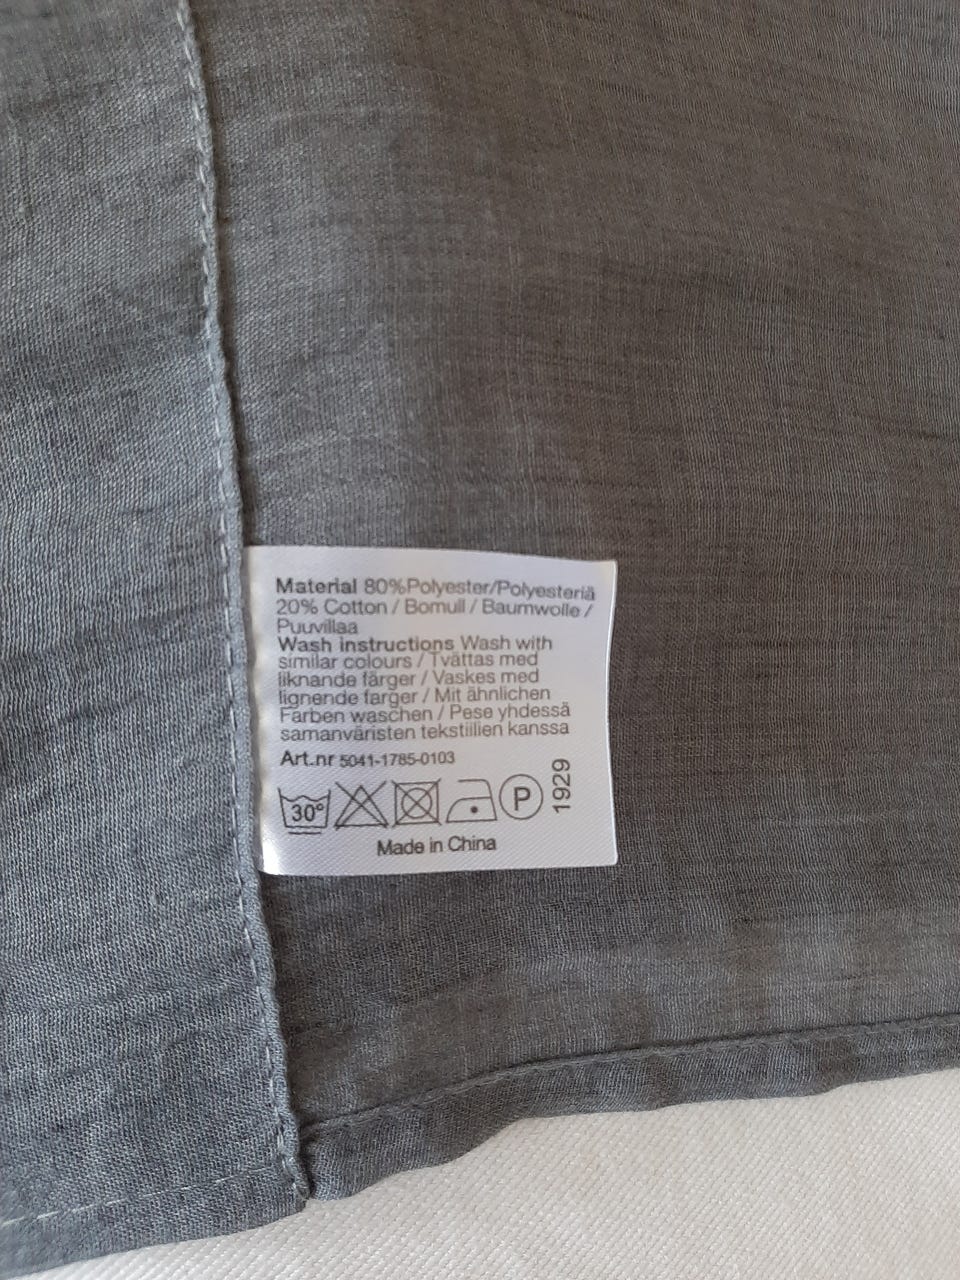 Material 80%Polyester/Polyesteriä
20% Cotton / Bomull / Baumwolle /
Puuvillaa
Wash instructions Wash with
similar colours / Tvättas med
liknande färger / Vaskes med
lignende farger / Mit ähnlichen
Farben waschen / Pese yhdessä
samanväristen tekstiilien kanssa
Art.nr 5041-1785-0103
30° P 1929
Made in China